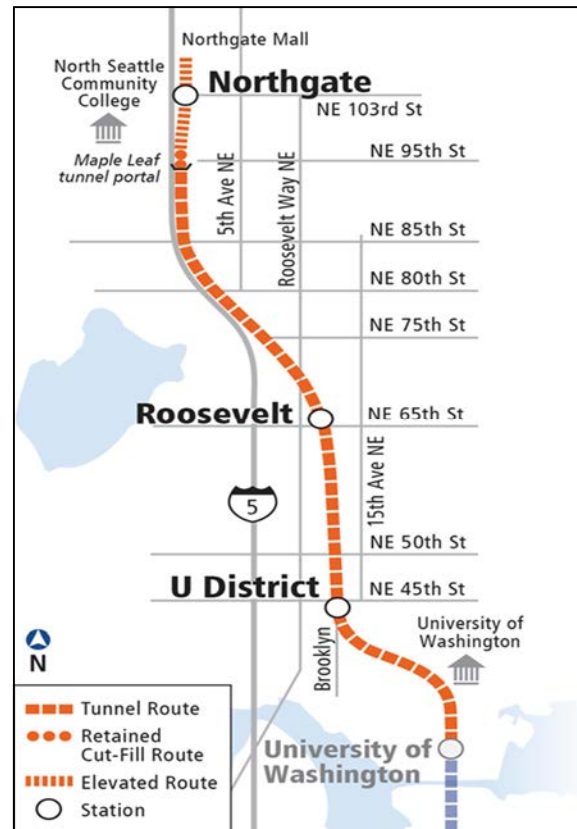 Northgate Mall
North Seattle
Community
College
Northgate
NE 103rd St
Maple Leaf
tunnel portal
NE 95th St
5th Ave NE
Roosevelt Way NE
NE 85th St
NE 80th St
NE 75th St
Roosevelt
NE 65th St
15th Ave NE
5
NE 50th St
U District
NE 45th St
University of
Washington
Brooklyn
N
Tunnel Route
Retained
Cut-Fill Route
Elevated Route
Station
University of
Washington